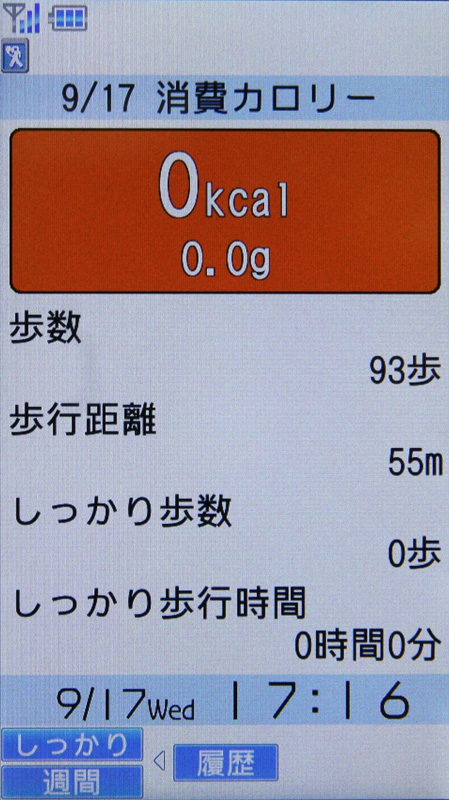 9/17 消費カロリー
0kcal
0.0g
歩数
93歩
歩行距離
55m
しっかり歩数
0歩
しっかり歩行時間
0時間0分
9/17Wed 17:16
しっかり
週間
履歴